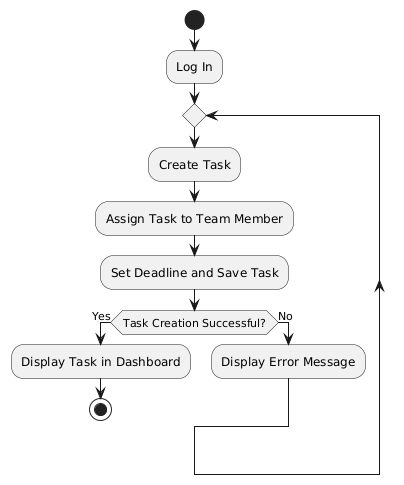 Log In
Create Task
Assign Task to Team Member
Set Deadline and Save Task
Yes
Task Creation Successful?
No
Display Task in Dashboard
Display Error Message